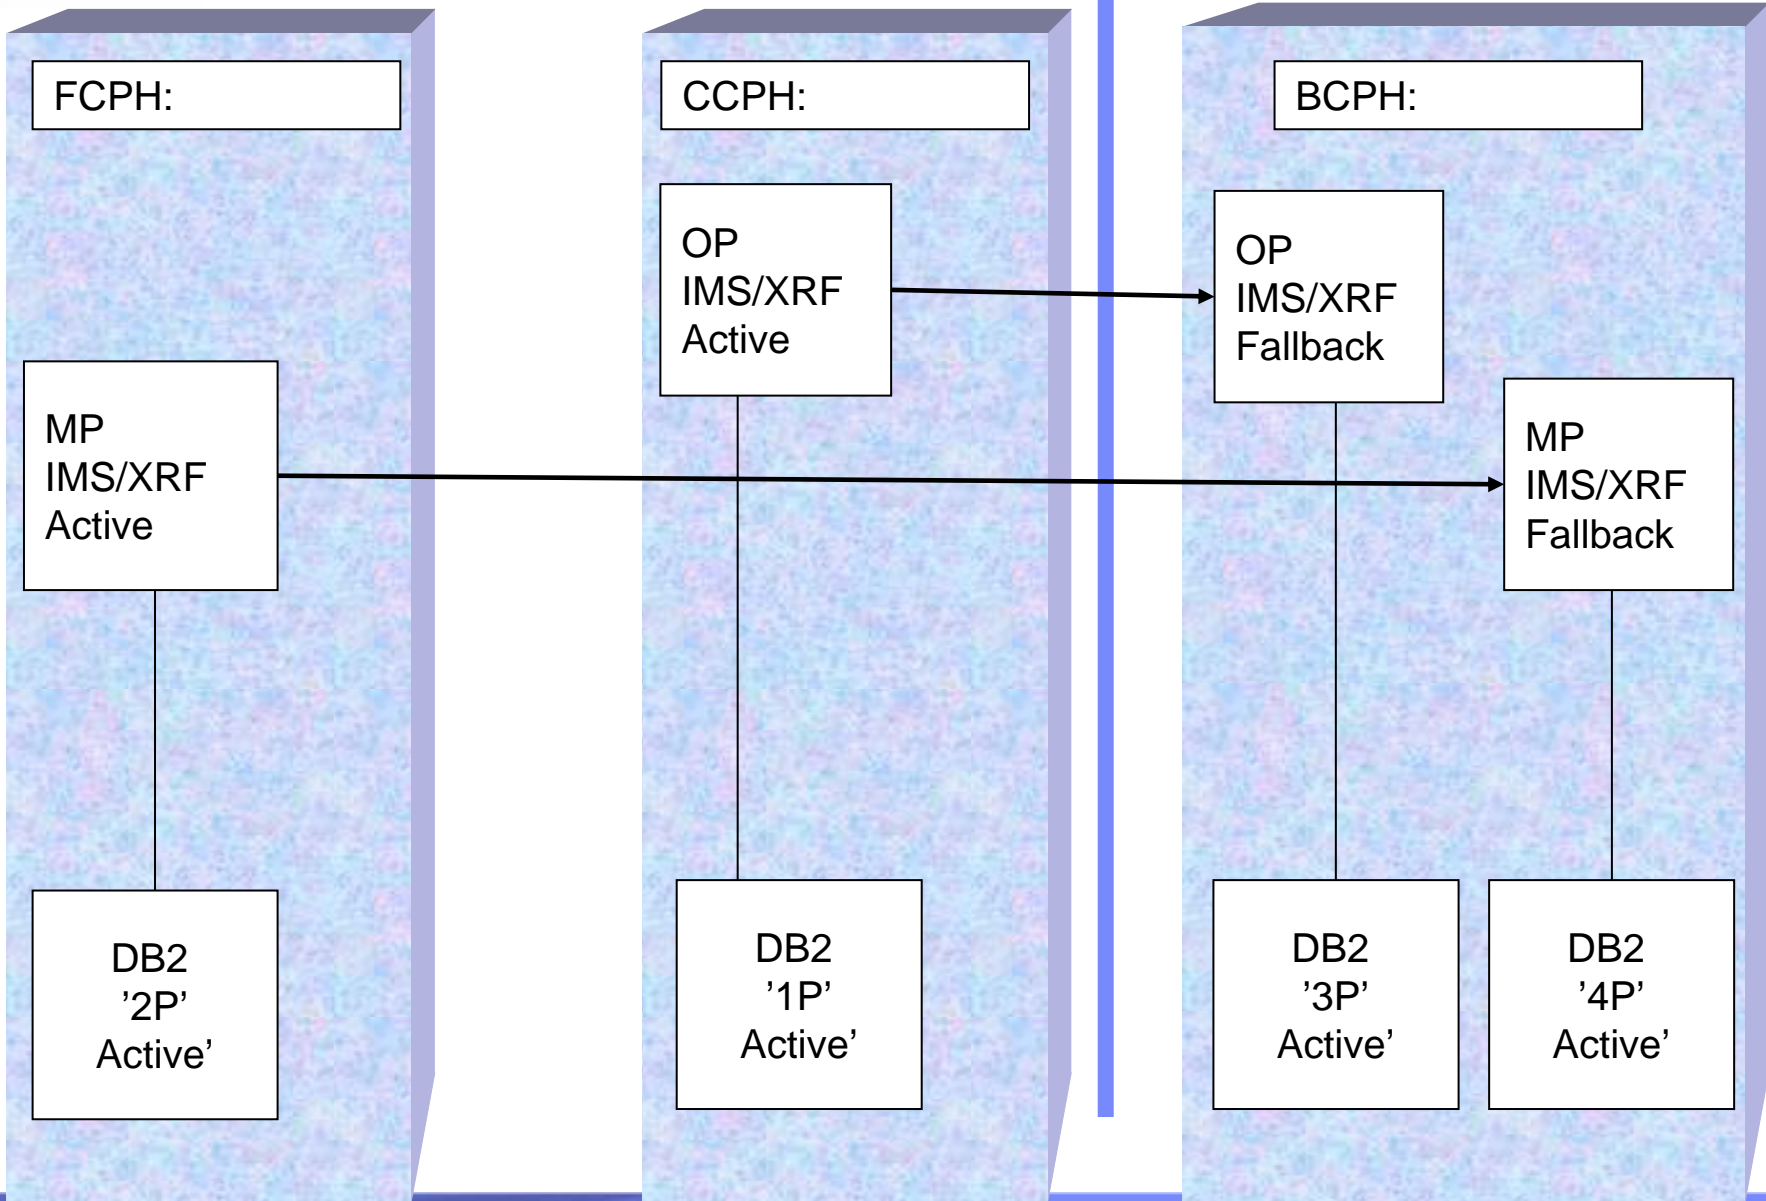 FCPH:
CCPH:
BCPH:
OP
IMS/XRF
Active
OP
IMS/XRF
Fallback
MP
IMS/XRF
Active
MP
IMS/XRF
Fallback
DB2
’2P’
Active’
DB2
’1P’
Active’
DB2
’3P’
Active’
DB2
’4P’
Active’